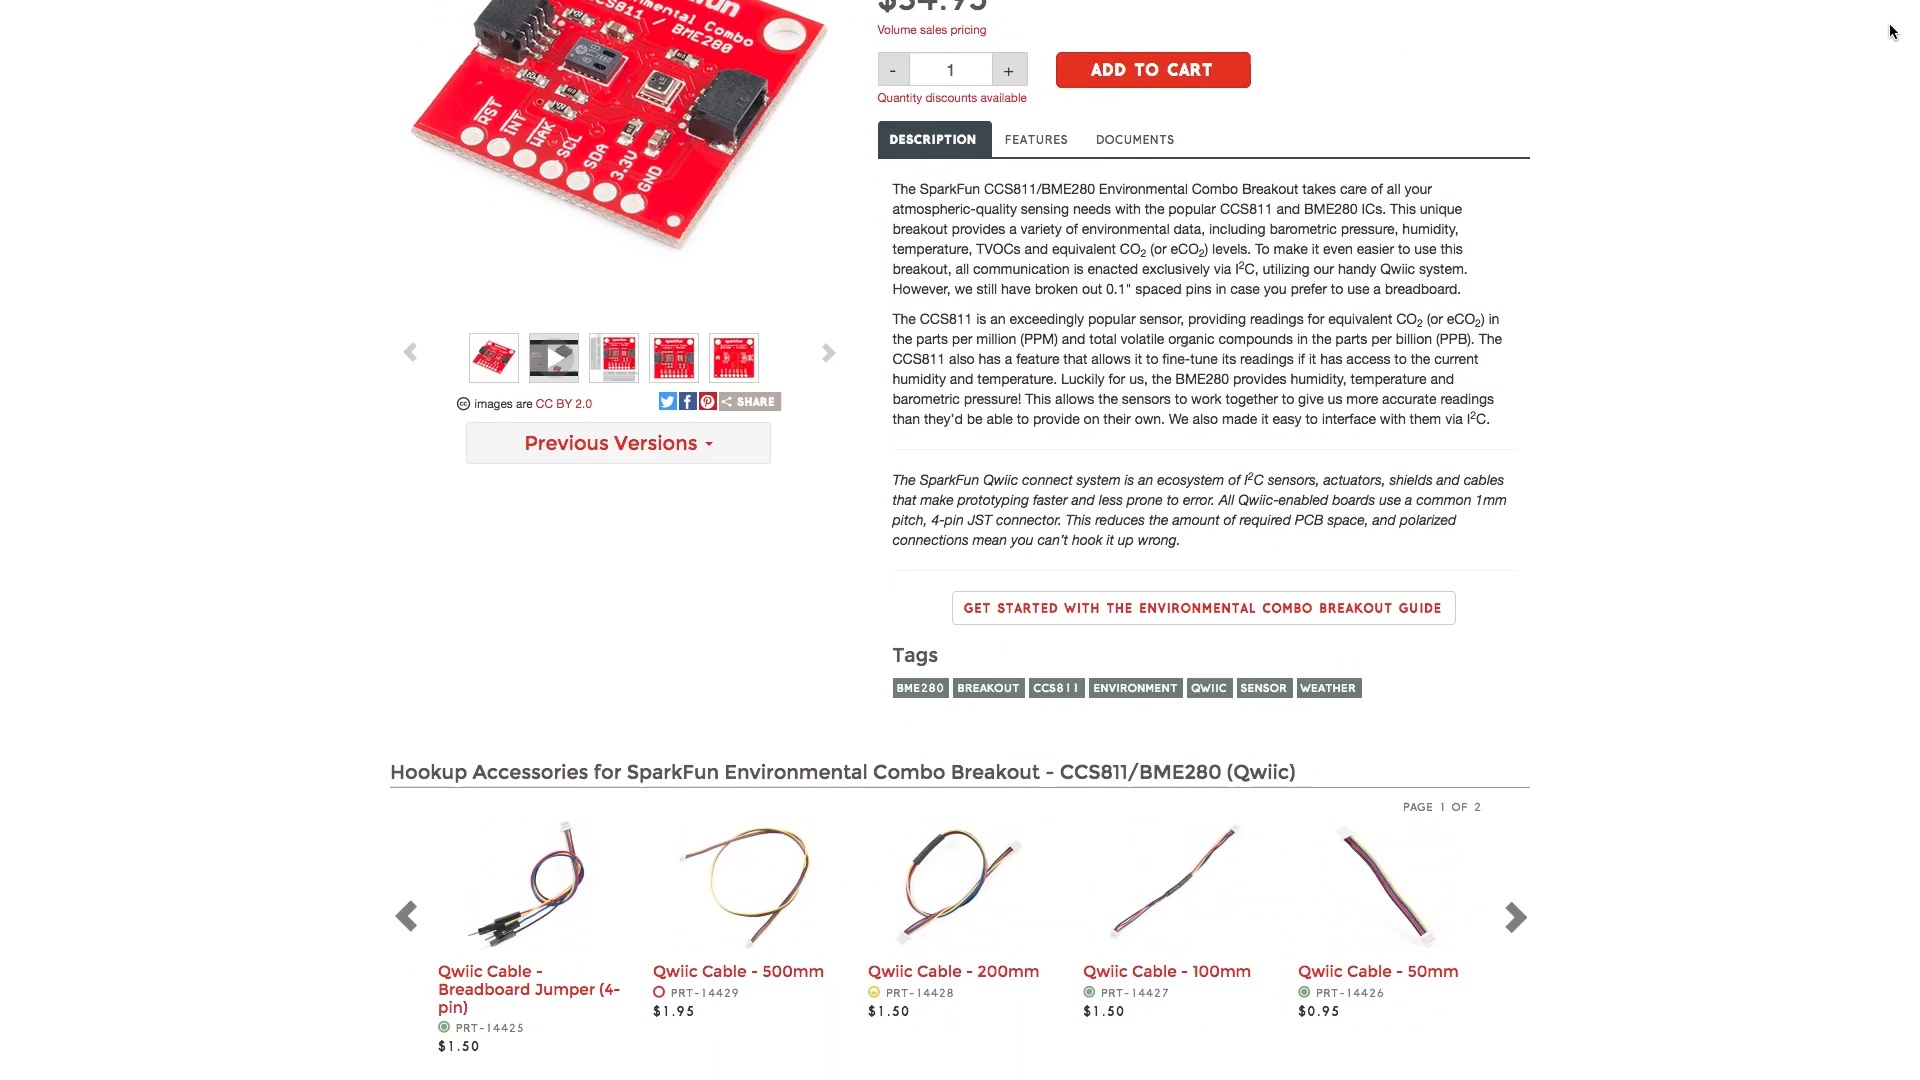 $34.95
Volume sales pricing
- 1 +
ADD TO CART
Quantity discounts available
DESCRIPTION FEATURES DOCUMENTS
The SparkFun CCS811/BME280 Environmental Combo Breakout takes care of all your
atmospheric-quality sensing needs with the popular CCS811 and BME280 ICs. This unique
breakout provides a variety of environmental data, including barometric pressure, humidity,
temperature, TVOCs and equivalent CO2 (or eCO2) levels. To make it even easier to use this
breakout, all communication is enacted exclusively via I2C, utilizing our handy Qwiic system.
However, we still have broken out 0.1" spaced pins in case you prefer to use a breadboard.
The CCS811 is an exceedingly popular sensor, providing readings for equivalent CO2 (or eCO2) in
the parts per million (PPM) and total volatile organic compounds in the parts per billion (PPB). The
CCS811 also has a feature that allows it to fine-tune its readings if it has access to the current
humidity and temperature. Luckily for us, the BME280 provides humidity, temperature and
barometric pressure! This allows the sensors to work together to give us more accurate readings
than they'd be able to provide on their own. We also made it easy to interface with them via I2C.
The SparkFun Qwiic connect system is an ecosystem of I2C sensors, actuators, shields and cables
that make prototyping faster and less prone to error. All Qwiic-enabled boards use a common 1mm
pitch, 4-pin JST connector. This reduces the amount of required PCB space, and polarized
connections mean you can't hook it up wrong.
GET STARTED WITH THE ENVIRONMENTAL COMBO BREAKOUT GUIDE
Tags
BME280 BREAKOUT CCS811 ENVIRONMENT QWIIC SENSOR WEATHER
Combo
CCS811 / BME280
RST
INT
WAK
SCL
SDA
3.3V
GND
images are CC BY 2.0
SHARE
Previous Versions
Hookup Accessories for SparkFun Environmental Combo Breakout - CCS811/BME280 (Qwiic)
PAGE 1 OF 2
Qwiic Cable -
Breadboard Jumper (4-
pin)
PRT-14425
$1.50
Qwiic Cable - 500mm
PRT-14429
$1.95
Qwiic Cable - 200mm
PRT-14428
$1.50
Qwiic Cable - 100mm
PRT-14427
$1.50
Qwiic Cable - 50mm
PRT-14426
$0.95